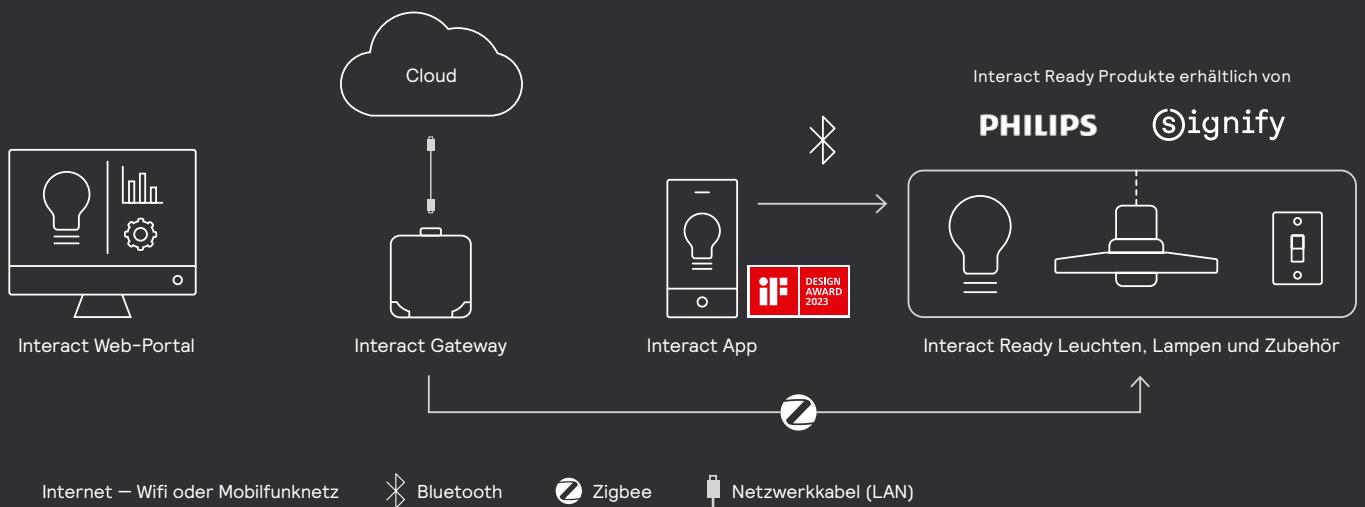 Cloud
Interact Ready Produkte erhältlich von
PHILIPS
signify
iF
DESIGN
AWARD
2023
Interact Web-Portal
Interact Gateway
Interact App
Interact Ready Leuchten, Lampen und Zubehör
Internet — Wifi oder Mobilfunknetz
Bluetooth
Zigbee
Netzwerkkabel (LAN)